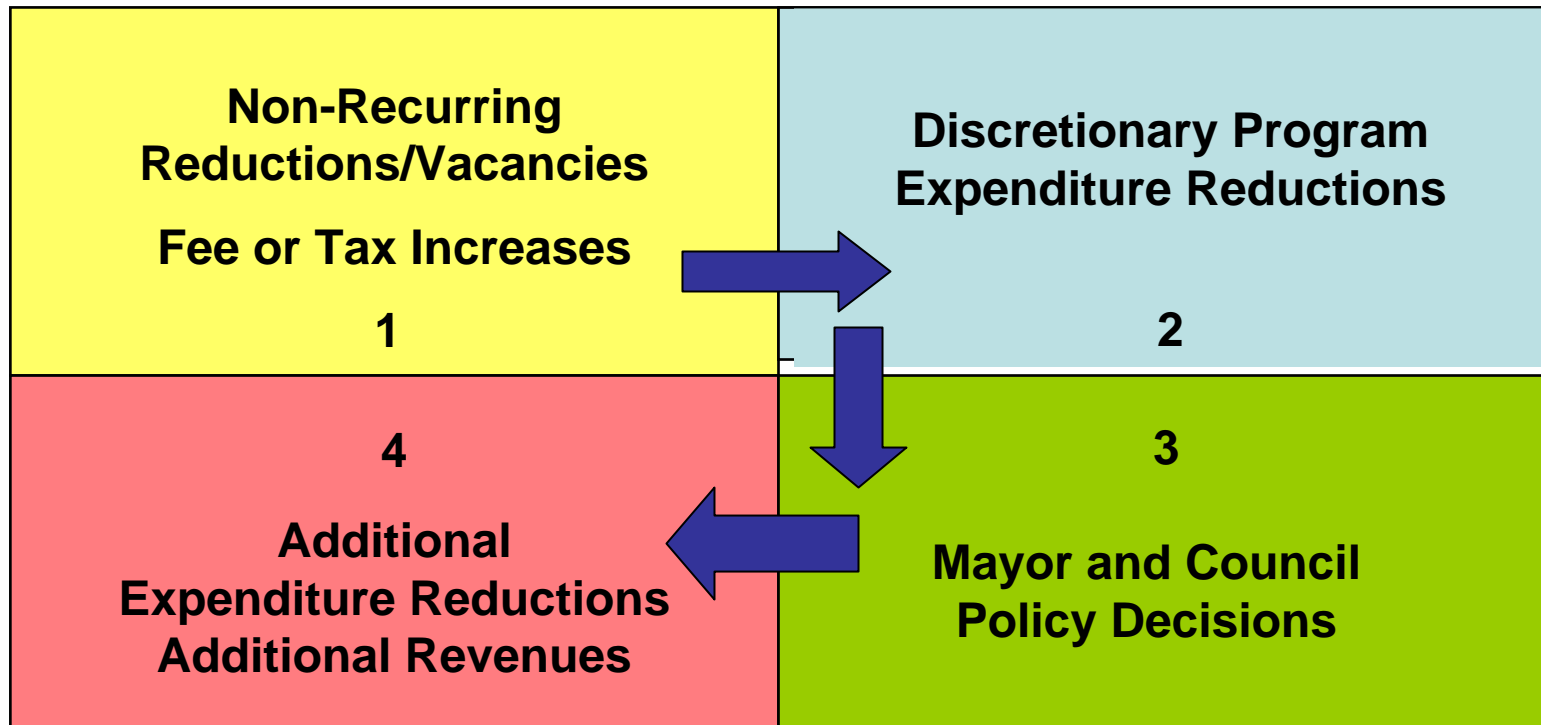 Non-Recurring
Reductions/Vacancies
Fee or Tax Increases
1
Discretionary Program
Expenditure Reductions
2
3
Mayor and Council
Policy Decisions
4
Additional
Expenditure Reductions
Additional Revenues